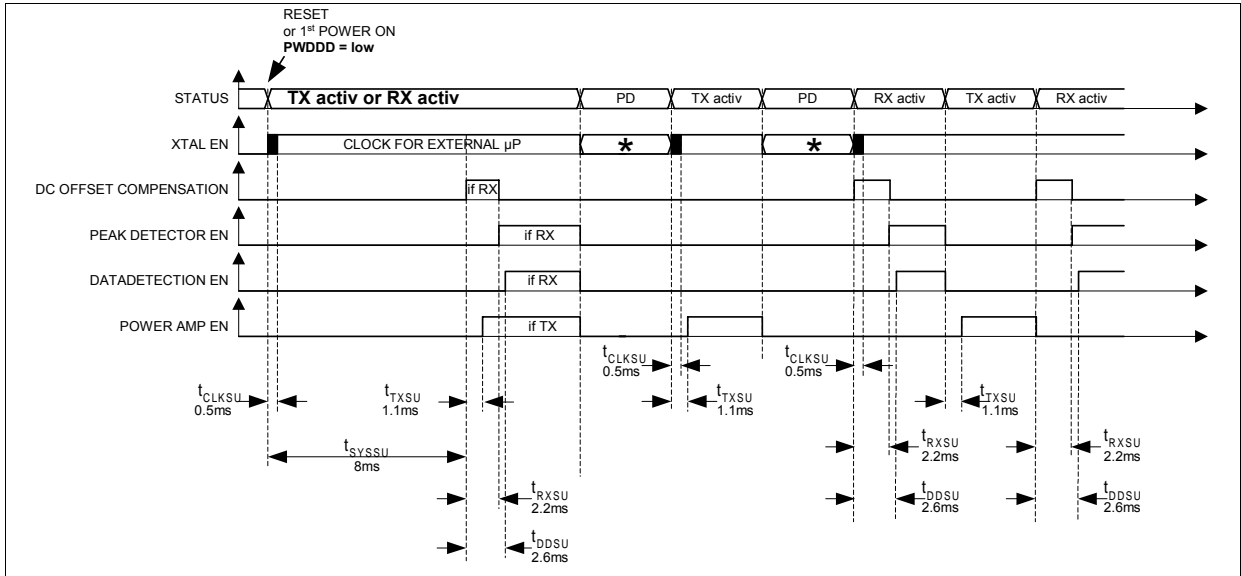 RESET
or 1st POWER ON
PWDDD = low
STATUS
TX activ or RX activ
PD
TX activ
PD
RX activ
TX activ
RX activ
XTAL EN
CLOCK FOR EXTERNAL µP
*
*
DC OFFSET COMPENSATION
if RX
PEAK DETECTOR EN
if RX
DATADETECTION EN
if RX
POWER AMP EN
if TX
tCLKSU
0.5ms
tCLKSU
0.5ms
tCLKSU
0.5ms
tTXSU
1.1ms
tTXSU
1.1ms
tTXSU
1.1ms
tSYSSU
8ms
tRXSU
2.2ms
tRXSU
2.2ms
tRXSU
2.2ms
tDDSU
2.6ms
tDDSU
2.6ms
tDDSU
2.6ms